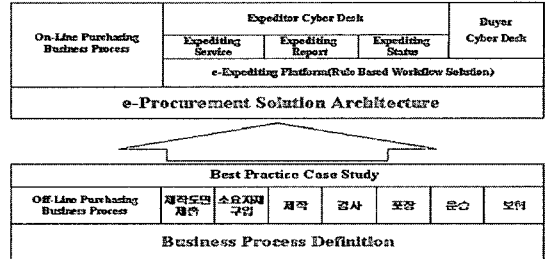 On-Line Purchasing
Business Process
Expeditor Cyber Desk
Expediting
Service
Expediting
Report
Expediting
Status
Buyer
Cyber Desk
e-Expediting Platform(Rule Based Workflow Solution)
e-Procurement Solution Architecture
Best Practice Case Study
Off-Line Purchasing
Business Process
제작도면
제출
소요자재
구입
제작
검사
포장
운송
보험
Business Process Definition